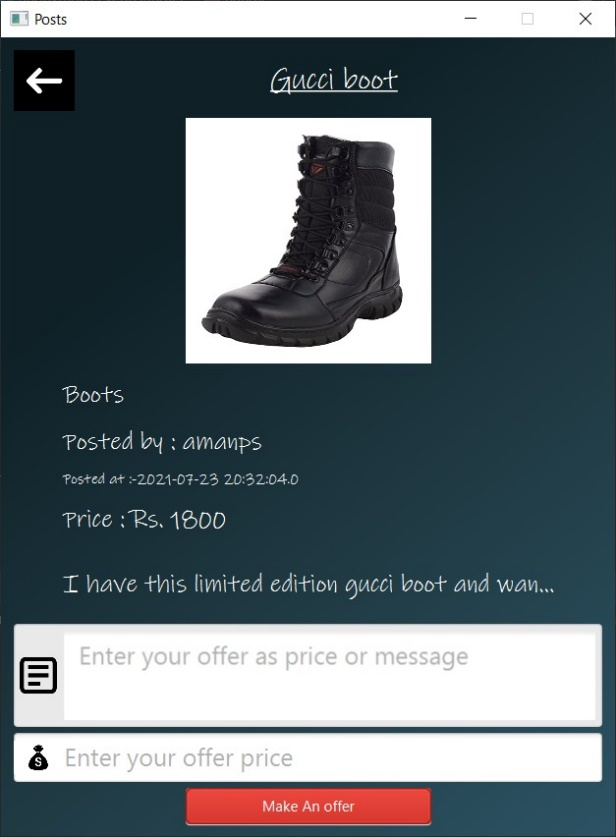 Posts
Gucci boot
Boots
Posted by : amanps
Posted at :-2021-07-23 20:32:04.0
Price : Rs. 1800
I have this limited edition gucci boot and wan...
Enter your offer as price or message
$
Enter your offer price
Make An offer